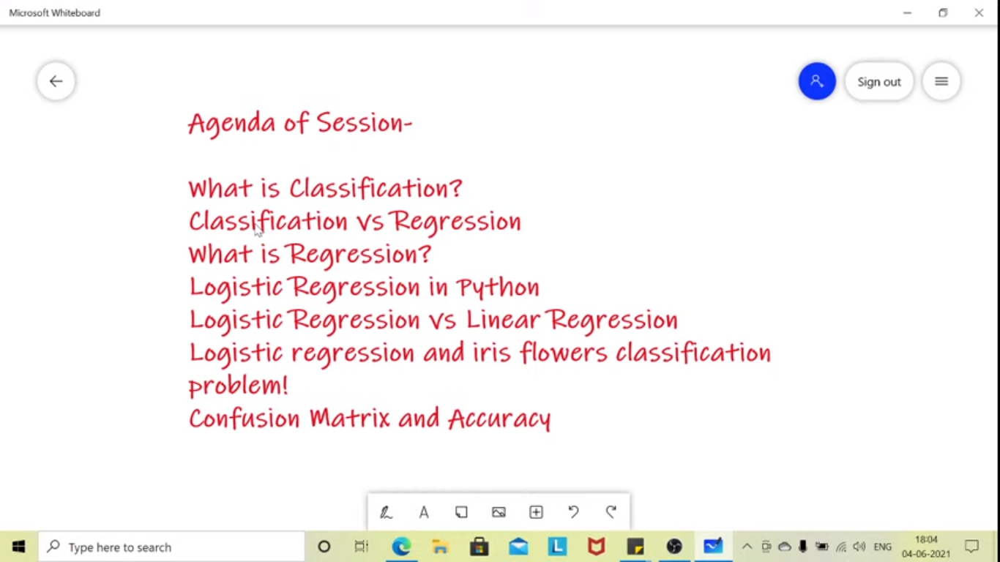 Microsoft Whiteboard
Sign out
Agenda of Session-
What is Classification?
Classification vs Regression
What is Regression?
Logistic Regression in Python
Logistic Regression vs Linear Regression
Logistic regression and iris flowers classification
problem!
Confusion Matrix and Accuracy
Type here to search
ENG
18:04
04-06-2021